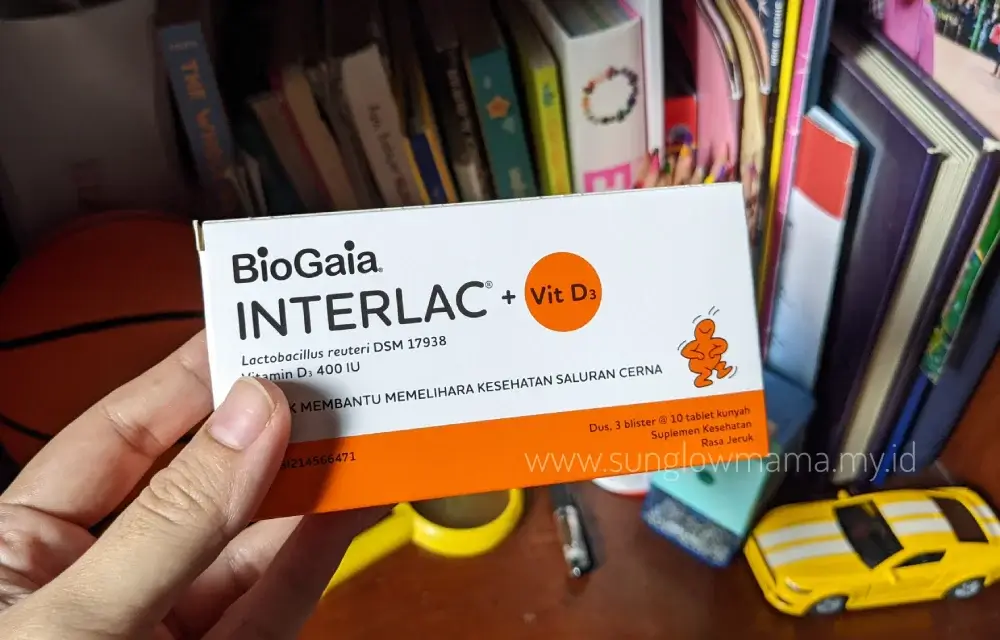 BioGaia
INTERLAC® + Vit D3
Lactobacillus reuteri DSM 17938
Vitamin D3 400 IU
MEMBANTU MEMELIHARA KESEHATAN SALURAN CERNA
Dus, 3 blister @ 10 tablet kunyah
Suplemen Kesehatan
Rasa Jeruk
214566471
www.sunglowmama.my.id